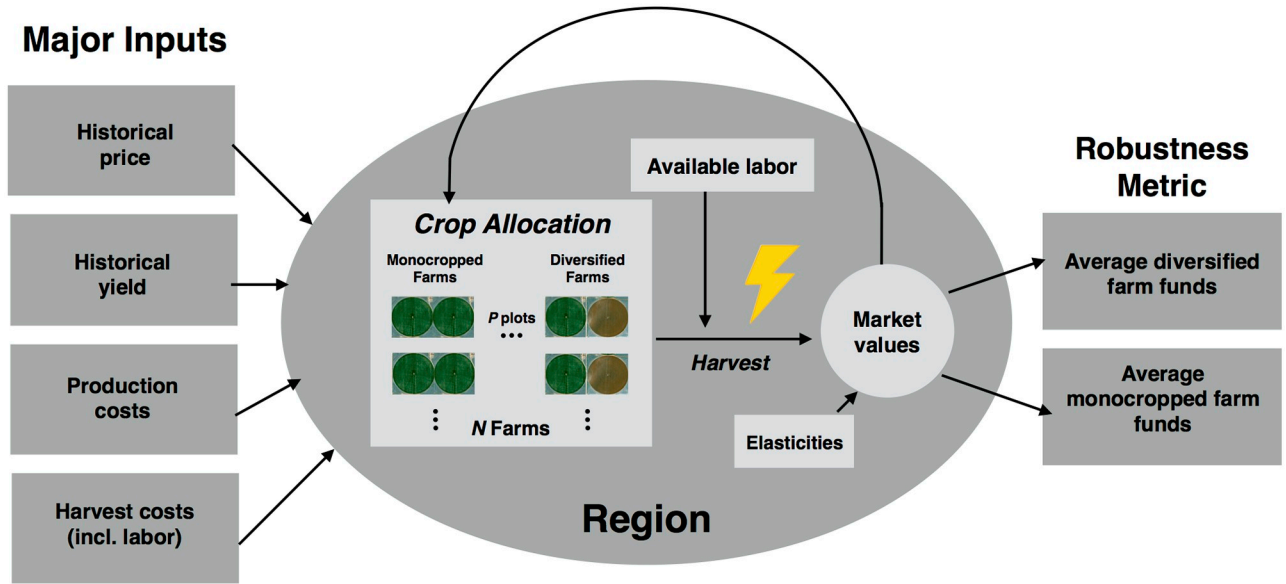 Major Inputs
Historical
price
Historical
yield
Production
costs
Harvest costs
(incl. labor)
Available labor
Crop Allocation
Monocropped
Farms
Diversified
Farms
P plots
...
N Farms
Harvest
Market
values
Elasticities
Region
Robustness
Metric
Average diversified
farm funds
Average
monocropped farm
funds